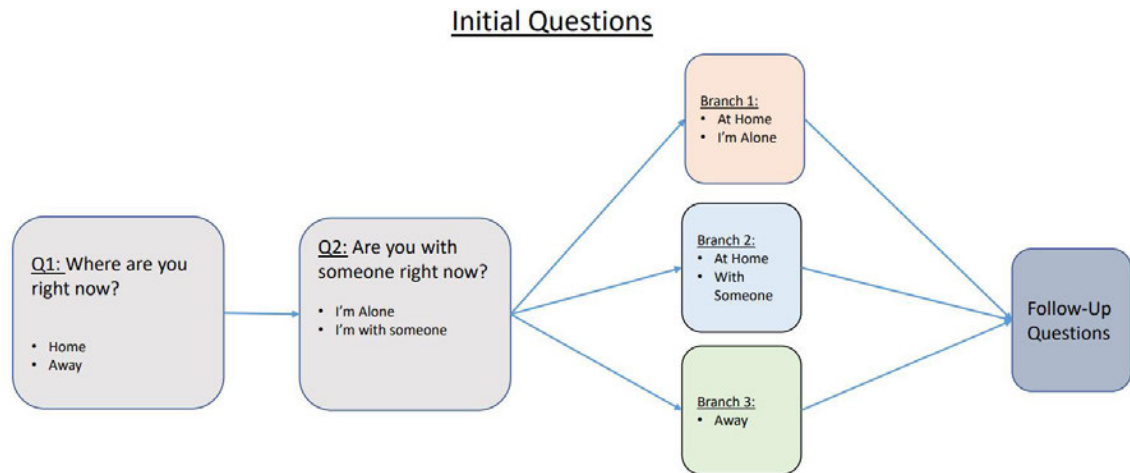 Initial Questions
Q1: Where are you
right now?
• Home
• Away
Q2: Are you with
someone right now?
• I'm Alone
• I'm with someone
Branch 1:
• At Home
• I'm Alone
Branch 2:
• At Home
• With
Someone
Branch 3:
• Away
Follow-Up
Questions